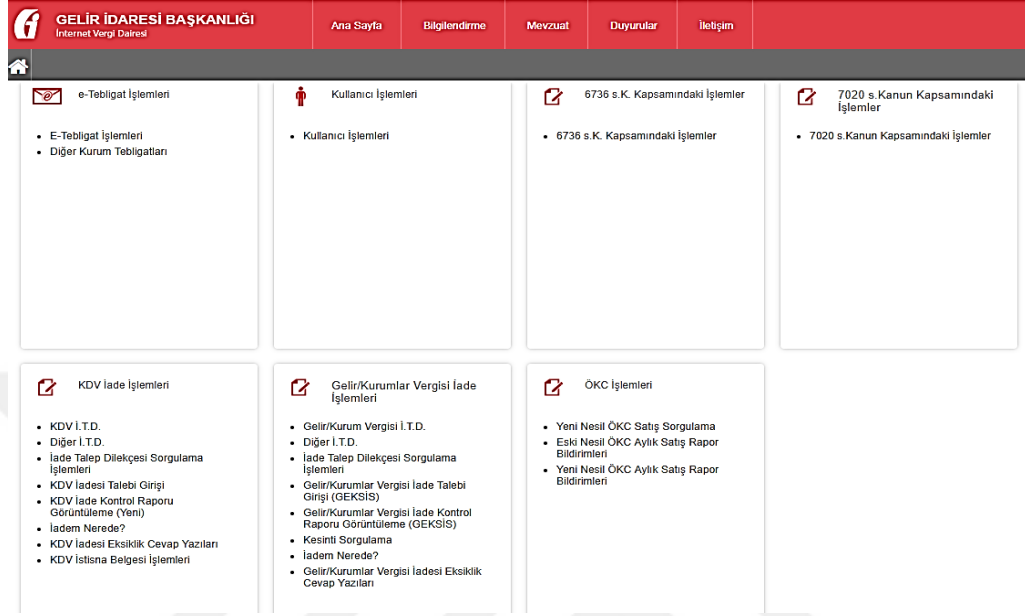 GELİR İDARESİ BAŞKANLIĞI
İnternet Vergi Dairesi
Ana Sayfa
Bilgilendirme
Mevzuat
Duyurular
İletişim
e-Tebligat İşlemleri
E-Tebligat İşlemleri
Diğer Kurum Tebligatları
Kullanıcı İşlemleri
Kullanıcı İşlemleri
6736 s.K. Kapsamındaki İşlemler
6736 s.K. Kapsamındaki İşlemler
7020 s.Kanun Kapsamındaki
İşlemler
7020 s.Kanun Kapsamındaki İşlemler
KDV İade İşlemleri
KDV İ.T.D.
Diğer İ.T.D.
İade Talep Dilekçesi Sorgulama
İşlemleri
KDV İadesi Talebi Girişi
KDV İade Kontrol Raporu
Görüntüleme (Yeni)
İadem Nerede?
KDV İadesi Eksiklik Cevap Yazıları
KDV İstisna Belgesi İşlemleri
Gelir/Kurumlar Vergisi İade
İşlemleri
Gelir/Kurum Vergisi İ.T.D.
Diğer İ.T.D.
İade Talep Dilekçesi Sorgulama
İşlemleri
Gelir/Kurumlar Vergisi İade Talebi
Girişi (GEKSİS)
Gelir/Kurumlar Vergisi İade Kontrol
Raporu Görüntüleme (GEKSİS)
Kesinti Sorgulama
İadem Nerede?
Gelir/Kurumlar Vergisi İadesi Eksiklik
Cevap Yazıları
ÖKC İşlemleri
Yeni Nesil ÖKC Satış Sorgulama
Eski Nesil ÖKC Aylık Satış Rapor
Bildirimleri
Yeni Nesil ÖKC Aylık Satış Rapor
Bildirimleri